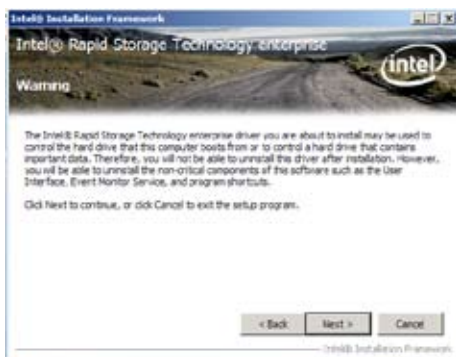 Intel® Installation Framework
Intel® Rapid Storage Technology enterprise
(intel)
Warning
The Intel® Rapid Storage Technology enterprise driver you are about to install may be used to
control the hard drive that this computer boots from or to control a hard drive that contains
important data. Therefore, you will not be able to uninstall this driver after installation. However,
you will be able to uninstall the non-critical components of this software such as the User
Interface, Event Monitor Service, and program shortcuts.
Click Next to continue, or click Cancel to exit the setup program.
< Back
Next >
Cancel
Intel® Installation Framework